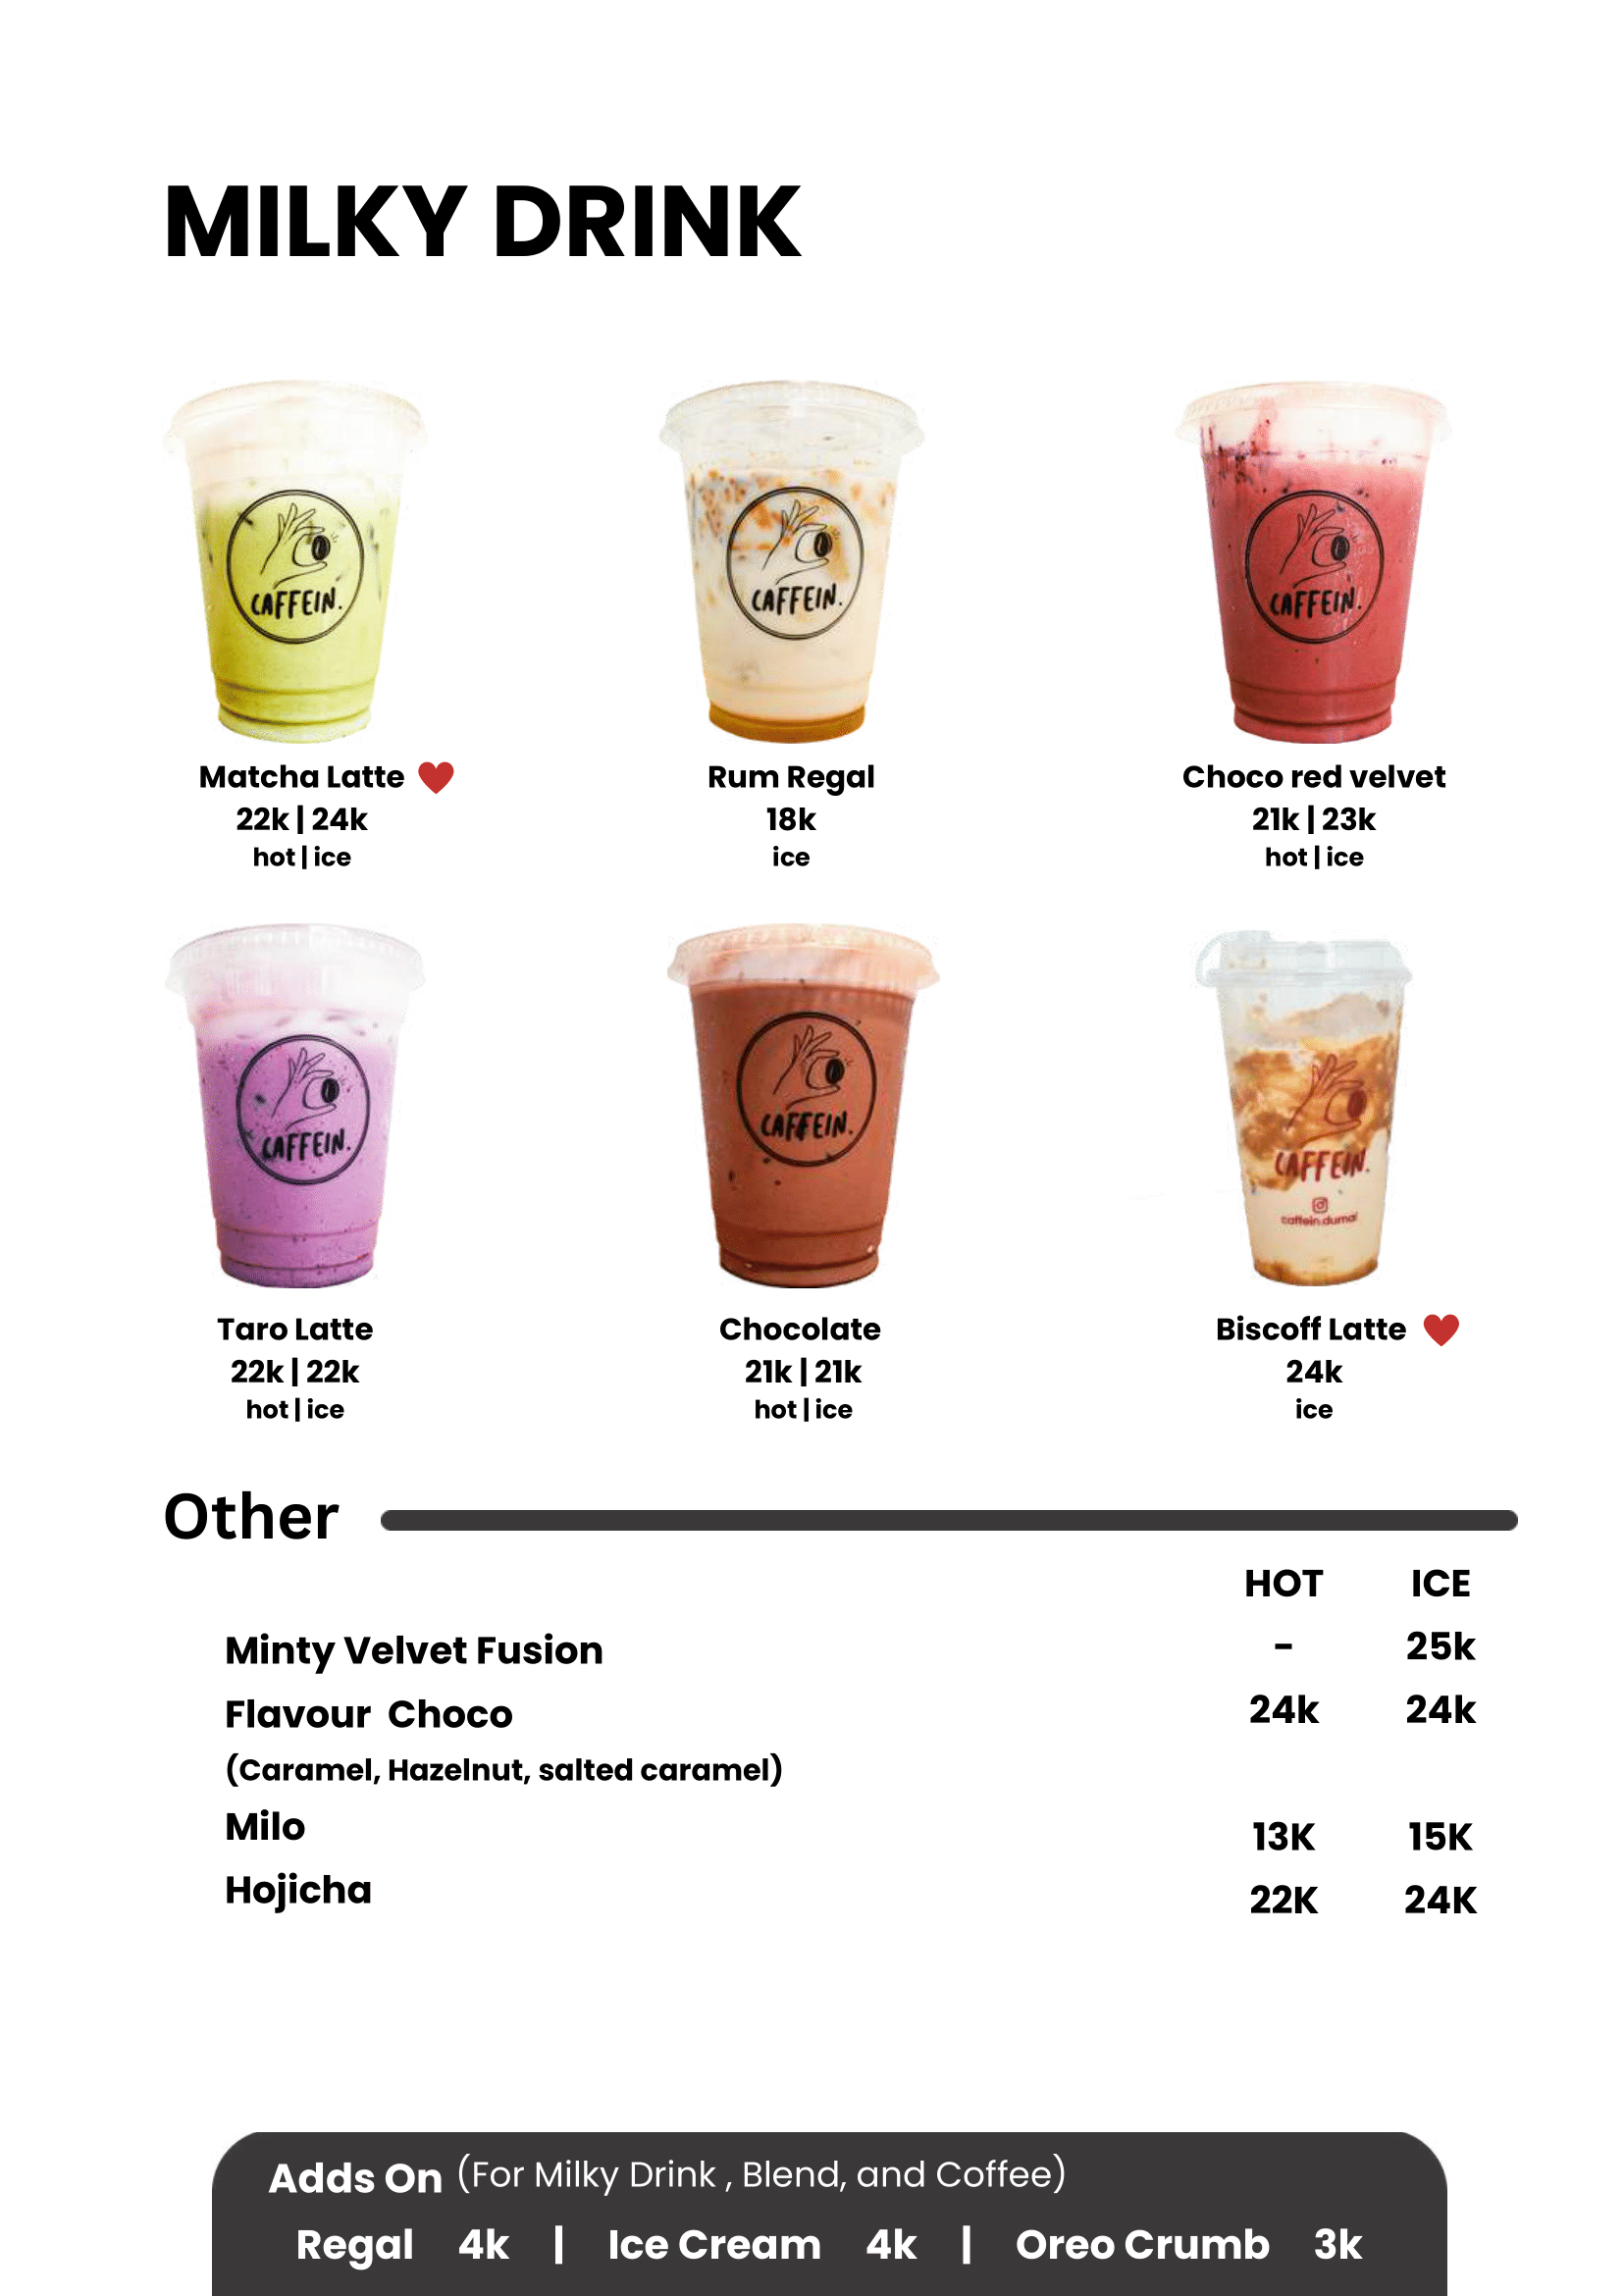 MILKY DRINK
CAFFEIN.
CAFFEIN.
CAFFEIN.
Matcha Latte
22k | 24k
hot | ice
Rum Regal
18k
ice
Choco red velvet
21k | 23k
hot | ice
CAFFEIN.
CAFFEIN.
CAFFEIN.
caffein.dumai
Taro Latte
22k | 22k
hot | ice
Chocolate
21k | 21k
hot | ice
Biscoff Latte
24k
ice
Other
HOT ICE
Minty Velvet Fusion - 25k
Flavour Choco 24k 24k
(Caramel, Hazelnut, salted caramel)
Milo 13K 15K
Hojicha 22K 24K
Adds On (For Milky Drink , Blend, and Coffee)
Regal 4k | Ice Cream 4k | Oreo Crumb 3k